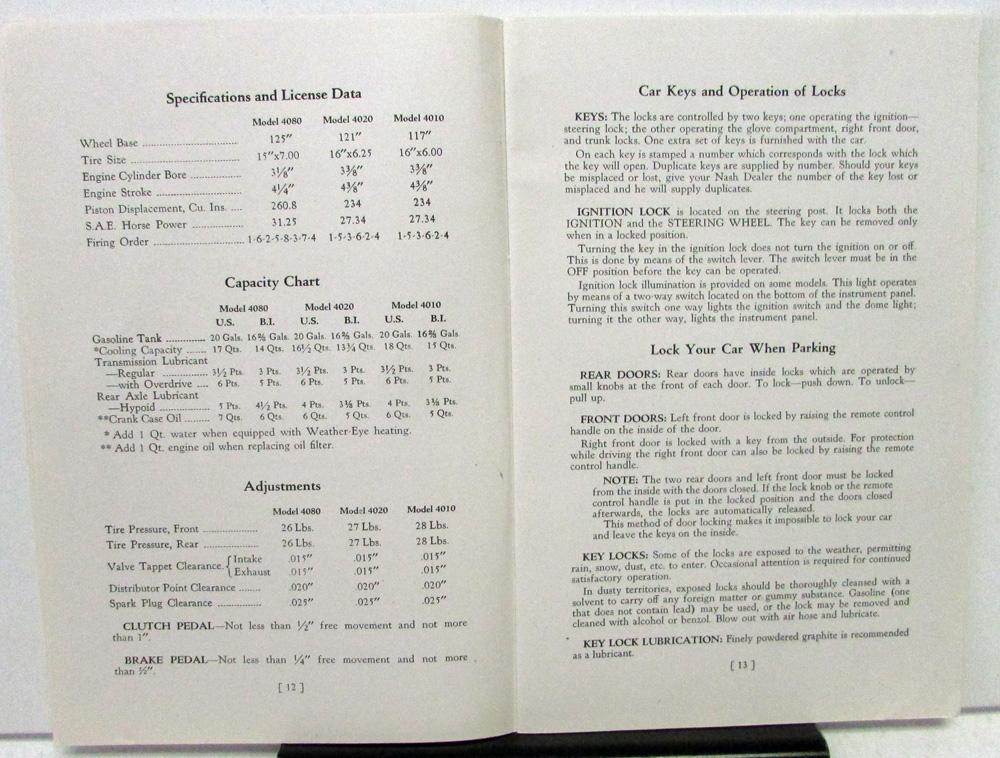 Specifications and License Data
Model 4080 Model 4020 Model 4010
Wheel Base ........ 125″ 121″ 117″
Tire Size ........ 15″x7.00 16″x6.25 16″x6.00
Engine Cylinder Bore ........ 3⅛″ 3⅜″ 3⅜″
Engine Stroke ........ 4¼″ 4⅜″ 4⅜″
Piston Displacement, Cu. Ins. .... 260.8 234 234
S.A.E. Horse Power ........ 31.25 27.34 27.34
Firing Order ........ 1-6-2-5-8-3-7-4 1-5-3-6-2-4 1-5-3-6-2-4
Capacity Chart
Model 4080 Model 4020 Model 4010
U.S. B.I. U.S. B.I. U.S. B.I.
Gasoline Tank ........ 20 Gals. 16⅝ Gals. 20 Gals. 16⅝ Gals. 20 Gals. 16⅝ Gals.
*Cooling Capacity ...... 17 Qts. 14 Qts. 16½ Qts. 13¾ Qts. 18 Qts. 15 Qts.
Transmission Lubricant
—Regular ........ 3½ Pts. 3 Pts. 3½ Pts. 3 Pts. 3½ Pts. 3 Pts.
—with Overdrive .... 6 Pts. 5 Pts. 6 Pts. 5 Pts. 6 Pts. 5 Pts.
Rear Axle Lubricant
—Hypoid ........ 5 Pts. 4½ Pts. 4 Pts. 3⅜ Pts. 4 Pts. 3⅜ Pts.
**Crank Case Oil ........ 7 Qts. 6 Qts. 6 Qts. 5 Qts. 6 Qts. 5 Qts.
* Add 1 Qt. water when equipped with Weather-Eye heating.
** Add 1 Qt. engine oil when replacing oil filter.
Adjustments
Model 4080 Model 4020 Model 4010
Tire Pressure, Front ........ 26 Lbs. 27 Lbs. 28 Lbs.
Tire Pressure, Rear ........ 26 Lbs. 27 Lbs. 28 Lbs.
Valve Tappet Clearance. { Intake .015″ .015″ .015″
Exhaust .015″ .015″ .015″
Distributor Point Clearance ...... .020″ .020″ .020″
Spark Plug Clearance ........ .025″ .025″ .025″
CLUTCH PEDAL—Not less than ½″ free movement and not more
than 1″.
BRAKE PEDAL—Not less than ¼″ free movement and not more
than ½″.
[ 12 ]
Car Keys and Operation of Locks
KEYS: The locks are controlled by two keys; one operating the ignition—
steering lock; the other operating the glove compartment, right front door,
and trunk locks. One extra set of keys is furnished with the car.
On each key is stamped a number which corresponds with the lock which
the key will open. Duplicate keys are supplied by number. Should your keys
be misplaced or lost, give your Nash Dealer the number of the key lost or
misplaced and he will supply duplicates.
IGNITION LOCK is located on the steering post. It locks both the
IGNITION and the STEERING WHEEL. The key can be removed only
when in a locked position.
Turning the key in the ignition lock does not turn the ignition on or off.
This is done by means of the switch lever. The switch lever must be in the
OFF position before the key can be operated.
Ignition lock illumination is provided on some models. This light operates
by means of a two-way switch located on the bottom of the instrument panel.
Turning this switch one way lights the ignition switch and the dome light;
turning it the other way, lights the instrument panel.
Lock Your Car When Parking
REAR DOORS: Rear doors have inside locks which are operated by
small knobs at the front of each door. To lock—push down. To unlock—
pull up.
FRONT DOORS: Left front door is locked by raising the remote control
handle on the inside of the door.
Right front door is locked with a key from the outside. For protection
while driving the right front door can also be locked by raising the remote
control handle.
NOTE: The two rear doors and left front door must be locked
from the inside with the doors closed. If the lock knob or the remote
control handle is put in the locked position and the doors closed
afterwards, the locks are automatically released.
This method of door locking makes it impossible to lock your car
and leave the keys on the inside.
KEY LOCKS: Some of the locks are exposed to the weather, permitting
rain, snow, dust, etc. to enter. Occasional attention is required for continued
satisfactory operation.
In dusty territories, exposed locks should be thoroughly cleansed with a
solvent to carry off any foreign matter or gummy substance. Gasoline (one
that does not contain lead) may be used, or the lock may be removed and
cleaned with alcohol or benzol. Blow out with air hose and lubricate.
KEY LOCK LUBRICATION: Finely powdered graphite is recommended
as a lubricant.
[ 13 ]